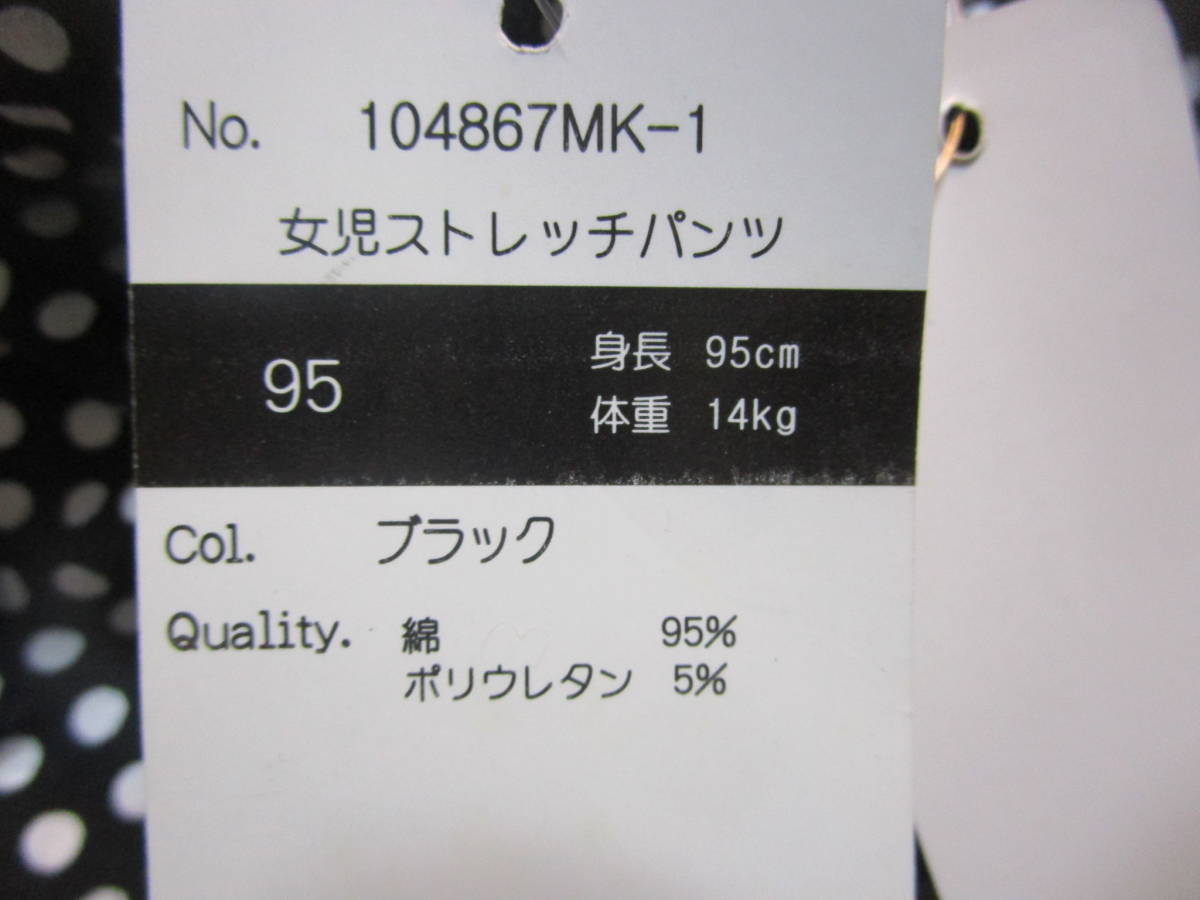 No. 104867MK-1
女児ストレッチパンツ
95
身長 95cm
体重 14kg
Col. ブラック
Quality. 綿 95%
ポリウレタン 5%